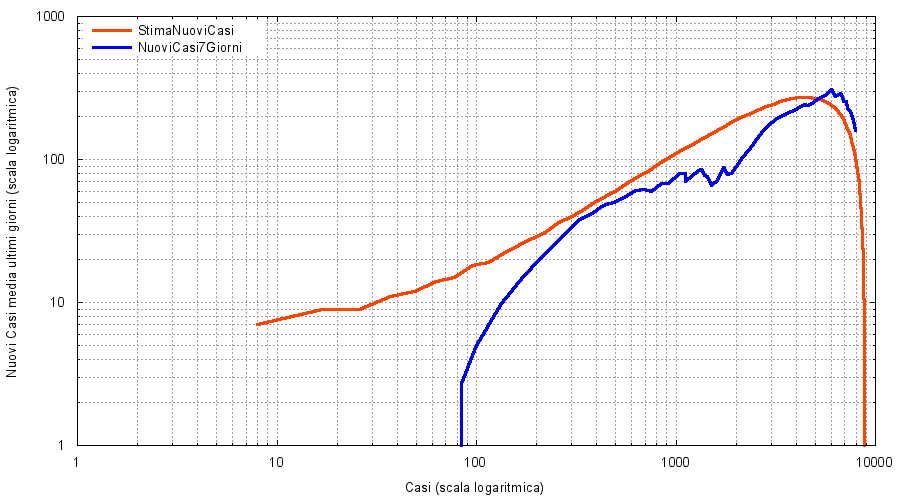 1000
StimaNuoviCasi
NuoviCasi7Giorni
100
10
1
Nuovi Casi media ultimi giorni (scala logaritmica)
1
10
100
1000
10000
Casi (scala logaritmica)